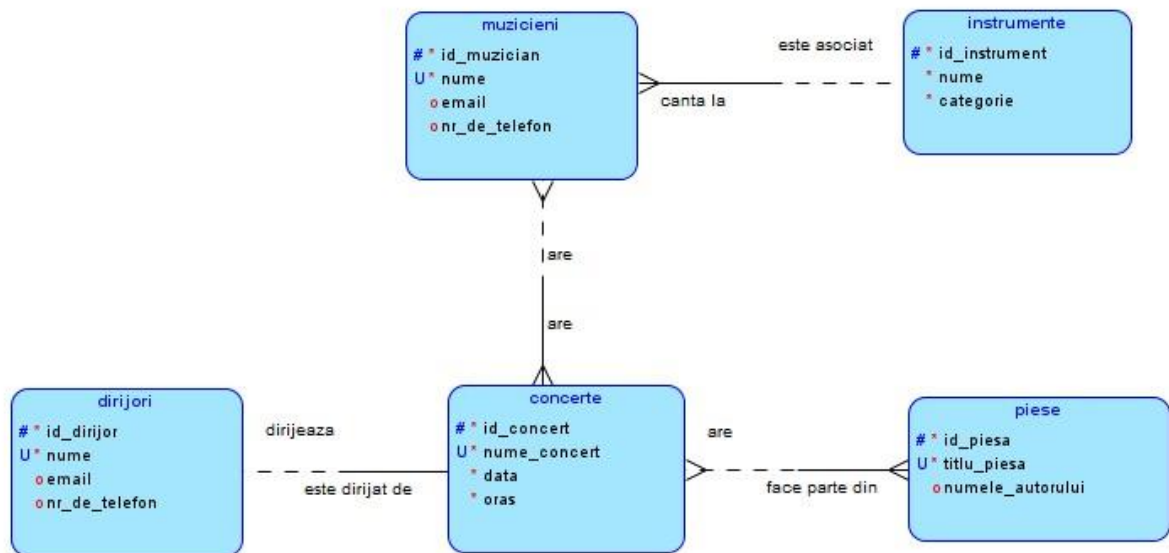 muzicieni
# * id_muzician
U * nume
o email
o nr_de_telefon
este asociat
canta la
instrumente
# * id_instrument
* nume
* categorie
are
are
dirijori
# * id_dirijor
U * nume
o email
o nr_de_telefon
dirijeaza
este dirijat de
concerte
# * id_concert
U * nume_concert
* data
* oras
are
face parte din
piese
# * id_piesa
U * titlu_piesa
o numele_autorului